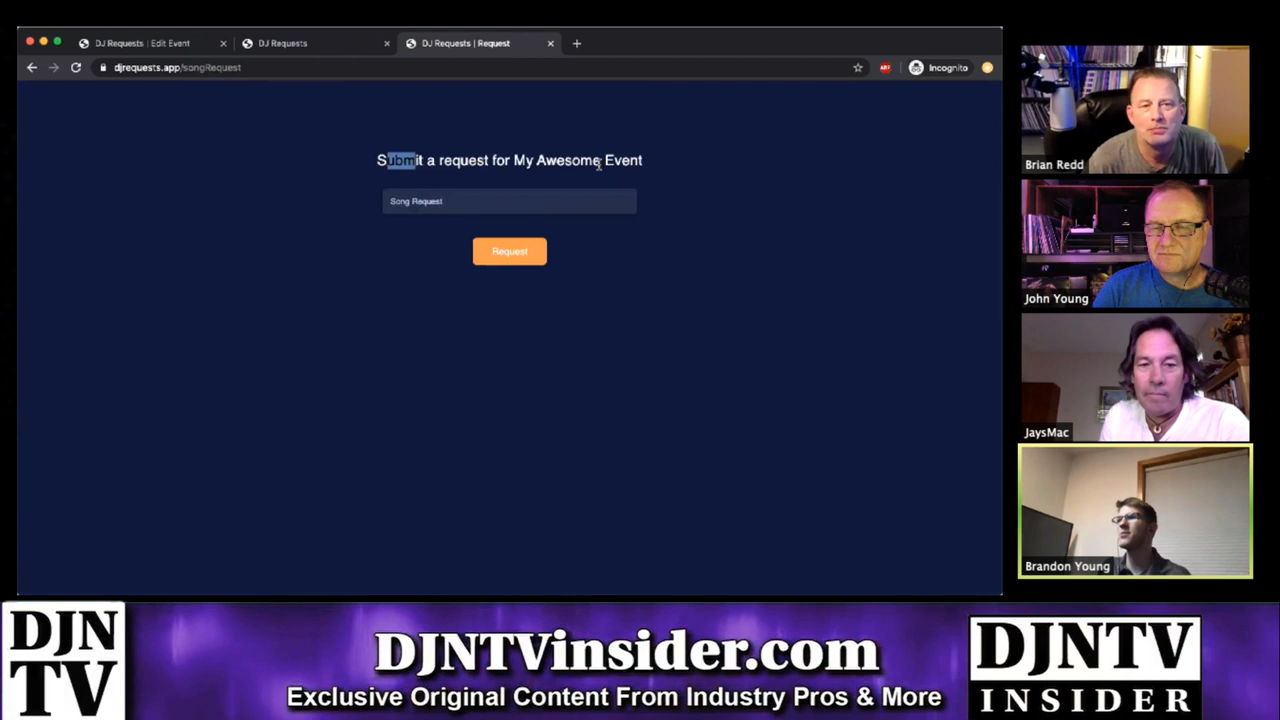 DJ Requests | Edit Event
DJ Requests
DJ Requests | Request
djrequests.app/songRequest
ABP
Incognito
Submit a request for My Awesome Event
Song Request
Request
Brian Redd
John Young
JaysMac
Brandon Young
DJN
TV
DJNTVinsider.com
Exclusive Original Content From Industry Pros & More
DJNTV
INSIDER